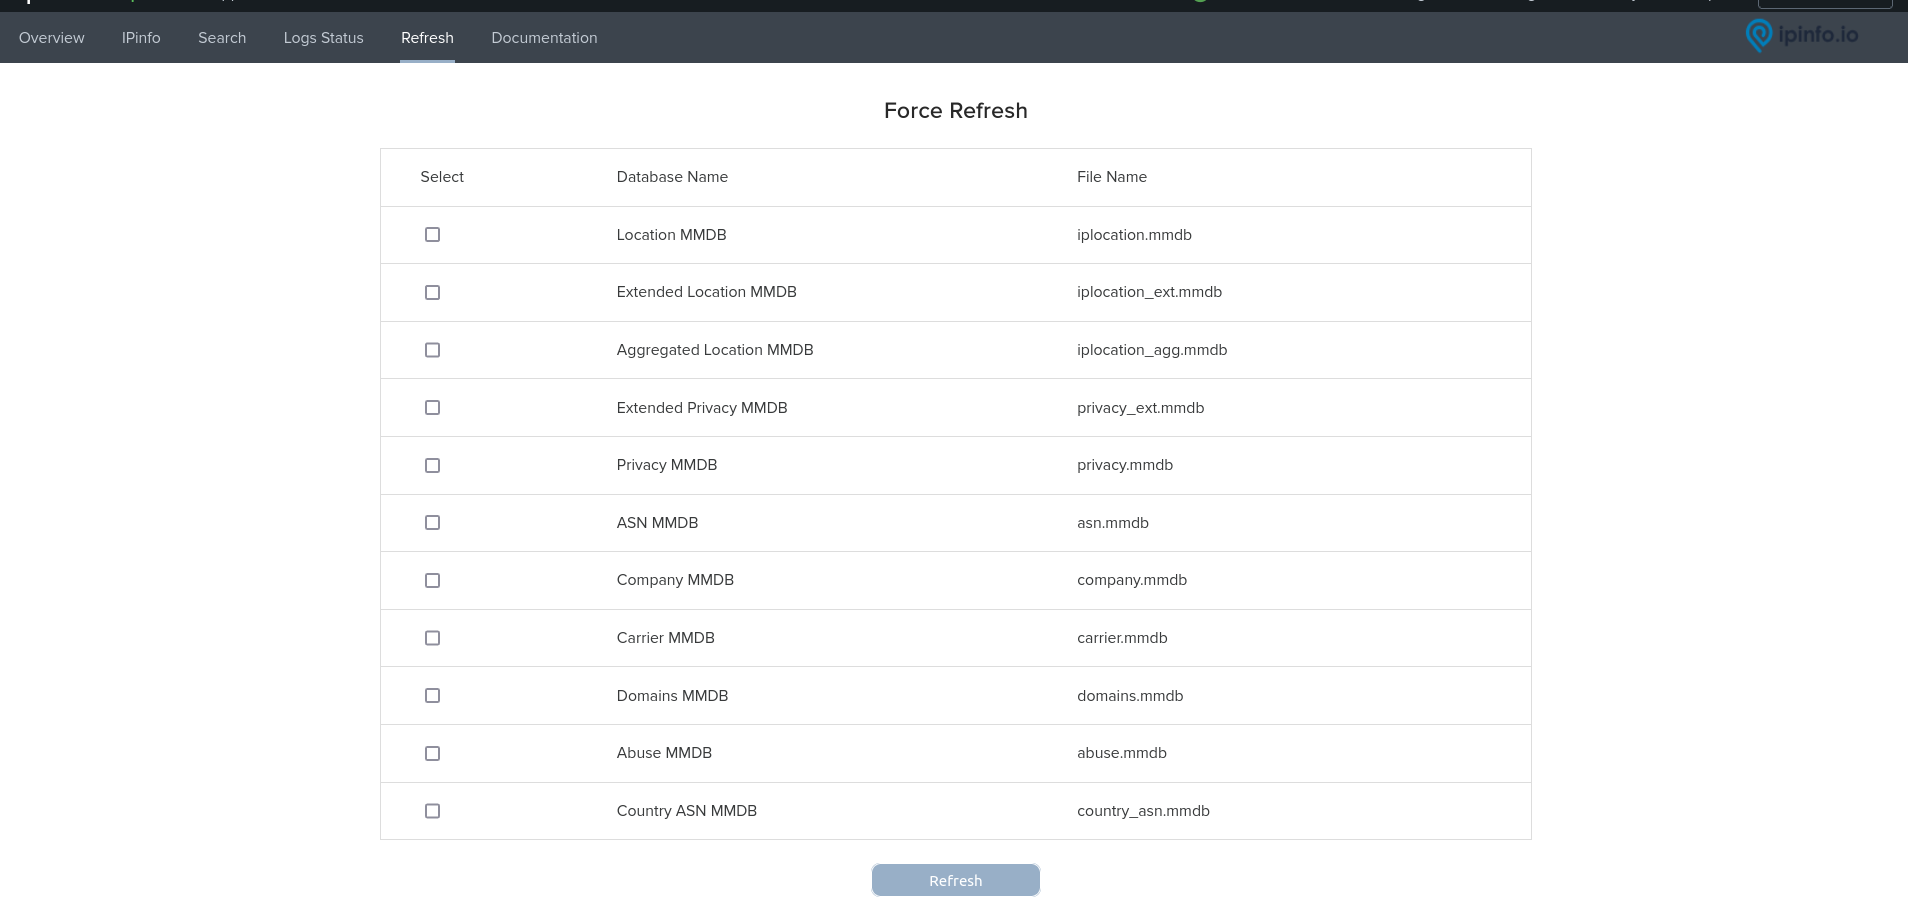 Overview IPinfo Search Logs Status Refresh Documentation ipinfo.io
Force Refresh
Select Database Name File Name
Location MMDB iplocation.mmdb
Extended Location MMDB iplocation_ext.mmdb
Aggregated Location MMDB iplocation_agg.mmdb
Extended Privacy MMDB privacy_ext.mmdb
Privacy MMDB privacy.mmdb
ASN MMDB asn.mmdb
Company MMDB company.mmdb
Carrier MMDB carrier.mmdb
Domains MMDB domains.mmdb
Abuse MMDB abuse.mmdb
Country ASN MMDB country_asn.mmdb
Refresh